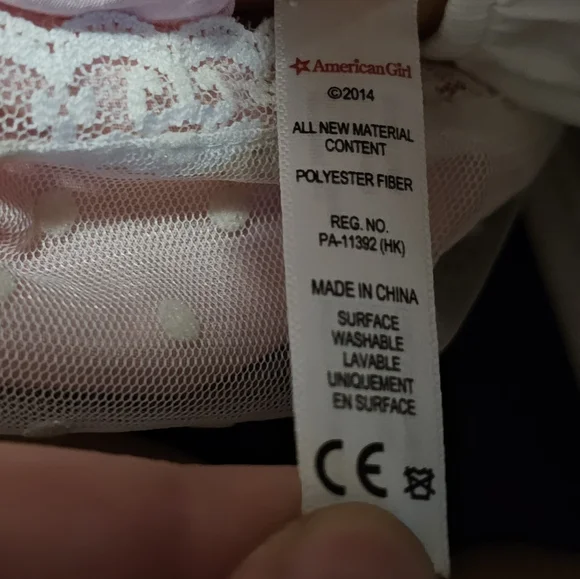 American Girl
©2014
ALL NEW MATERIAL
CONTENT
POLYESTER FIBER
REG. NO.
PA-11392 (HK)
MADE IN CHINA
SURFACE
WASHABLE
LAVABLE
UNIQUEMENT
EN SURFACE
CE